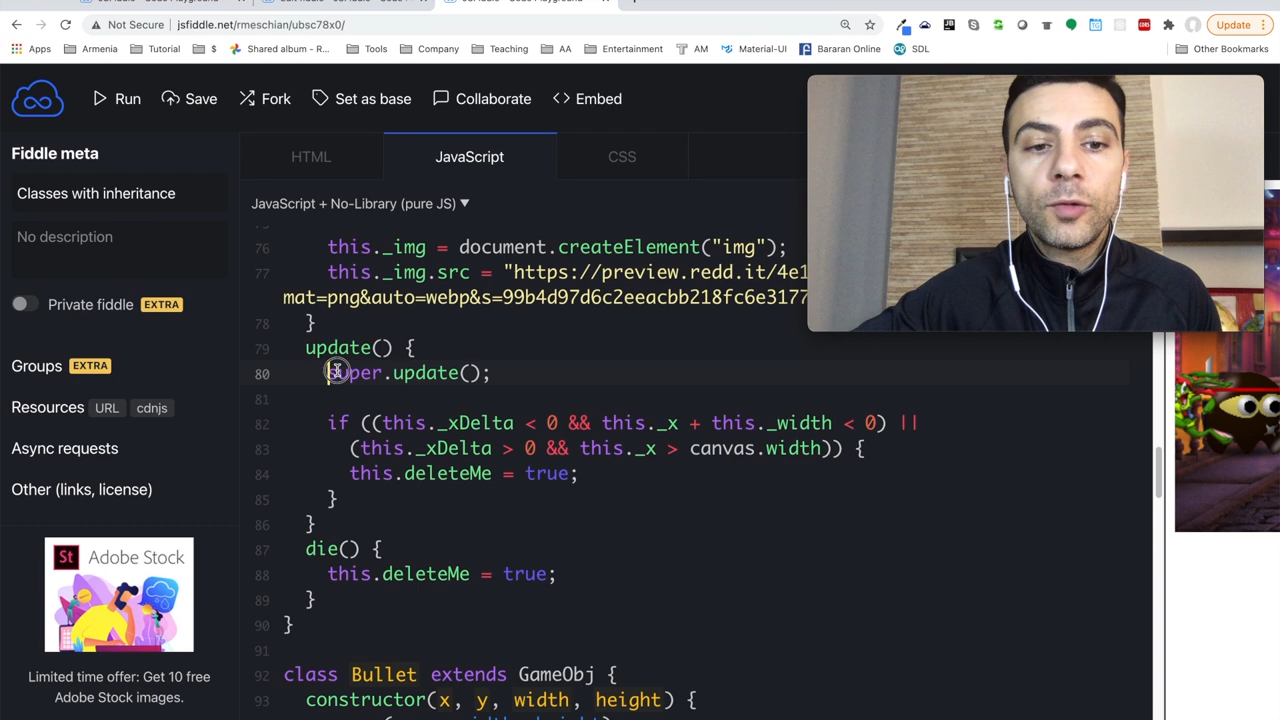 Not Secure | jsfiddle.net/rmeschian/ubsc78x0/
Update
Apps Armenia Tutorial $ Shared album - R... Tools Company Teaching AA Entertainment AM Material-UI Bararan Online SDL Other Bookmarks
Run Save Fork Set as base Collaborate <> Embed
Fiddle meta
Classes with inheritance
No description
Private fiddle EXTRA
Groups EXTRA
Resources URL cdnjs
Async requests
Other (links, license)
St Adobe Stock
Limited time offer: Get 10 free
Adobe Stock images.
HTML JavaScript CSS
JavaScript + No-Library (pure JS) ▼
76 this._img = document.createElement("img");
77 this._img.src = "https://preview.redd.it/4e1
mat=png&auto=webp&s=99b4d97d6c2eeacbb218fc6e3177
78 }
79 update() {
80 super.update();
81
82 if ((this._xDelta < 0 && this._x + this._width < 0) ||
83 (this._xDelta > 0 && this._x > canvas.width)) {
84 this.deleteMe = true;
85 }
86 }
87 die() {
88 this.deleteMe = true;
89 }
90 }
91
92 class Bullet extends GameObj {
93 constructor(x, y, width, height) {